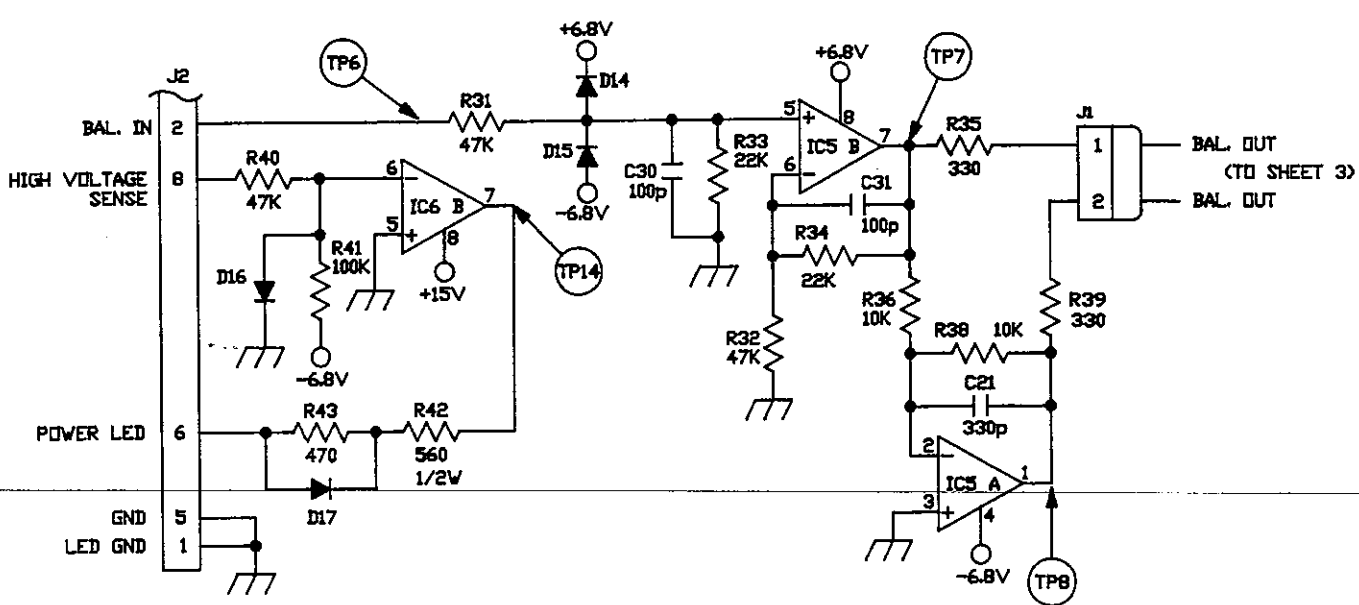 +6.8V
+6.8V
TP6
TP7
J2
D14
R31
R35
J1
BAL. IN 2
47K
5 +
8
7
IC5 B
330
1
BAL. OUT
R40
D15
R33
22K
C30
100p
6 −
(TO SHEET 3)
HIGH VOLTAGE
SENSE
8
47K
6 −
7
IC6 B
-6.8V
C31
100p
2
BAL. OUT
5 +
8
R41
100K
R34
TP14
D16
+15V
22K
R36
10K
R39
330
R38 10K
R32
47K
-6.8V
C21
330p
R43
R42
POWER LED 6
470
560
1/2W
2 −
1
IC5 A
D17
3 +
4
GND 5
LED GND 1
-6.8V
TP8